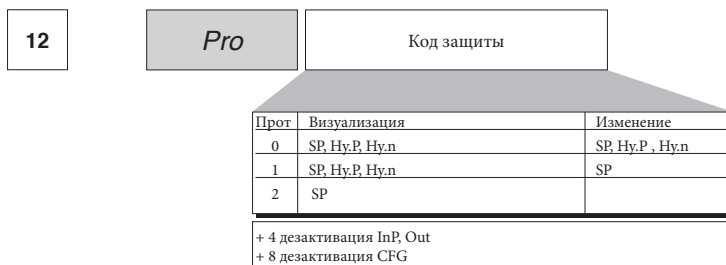 12 Pro Код защиты
Прот Визуализация Изменение
0 SP, Hy.P, Hy.n SP, Hy.P , Hy.n
1 SP, Hy.P, Hy.n SP
2 SP
+ 4 дезактивация InP, Out
+ 8 дезактивация CFG